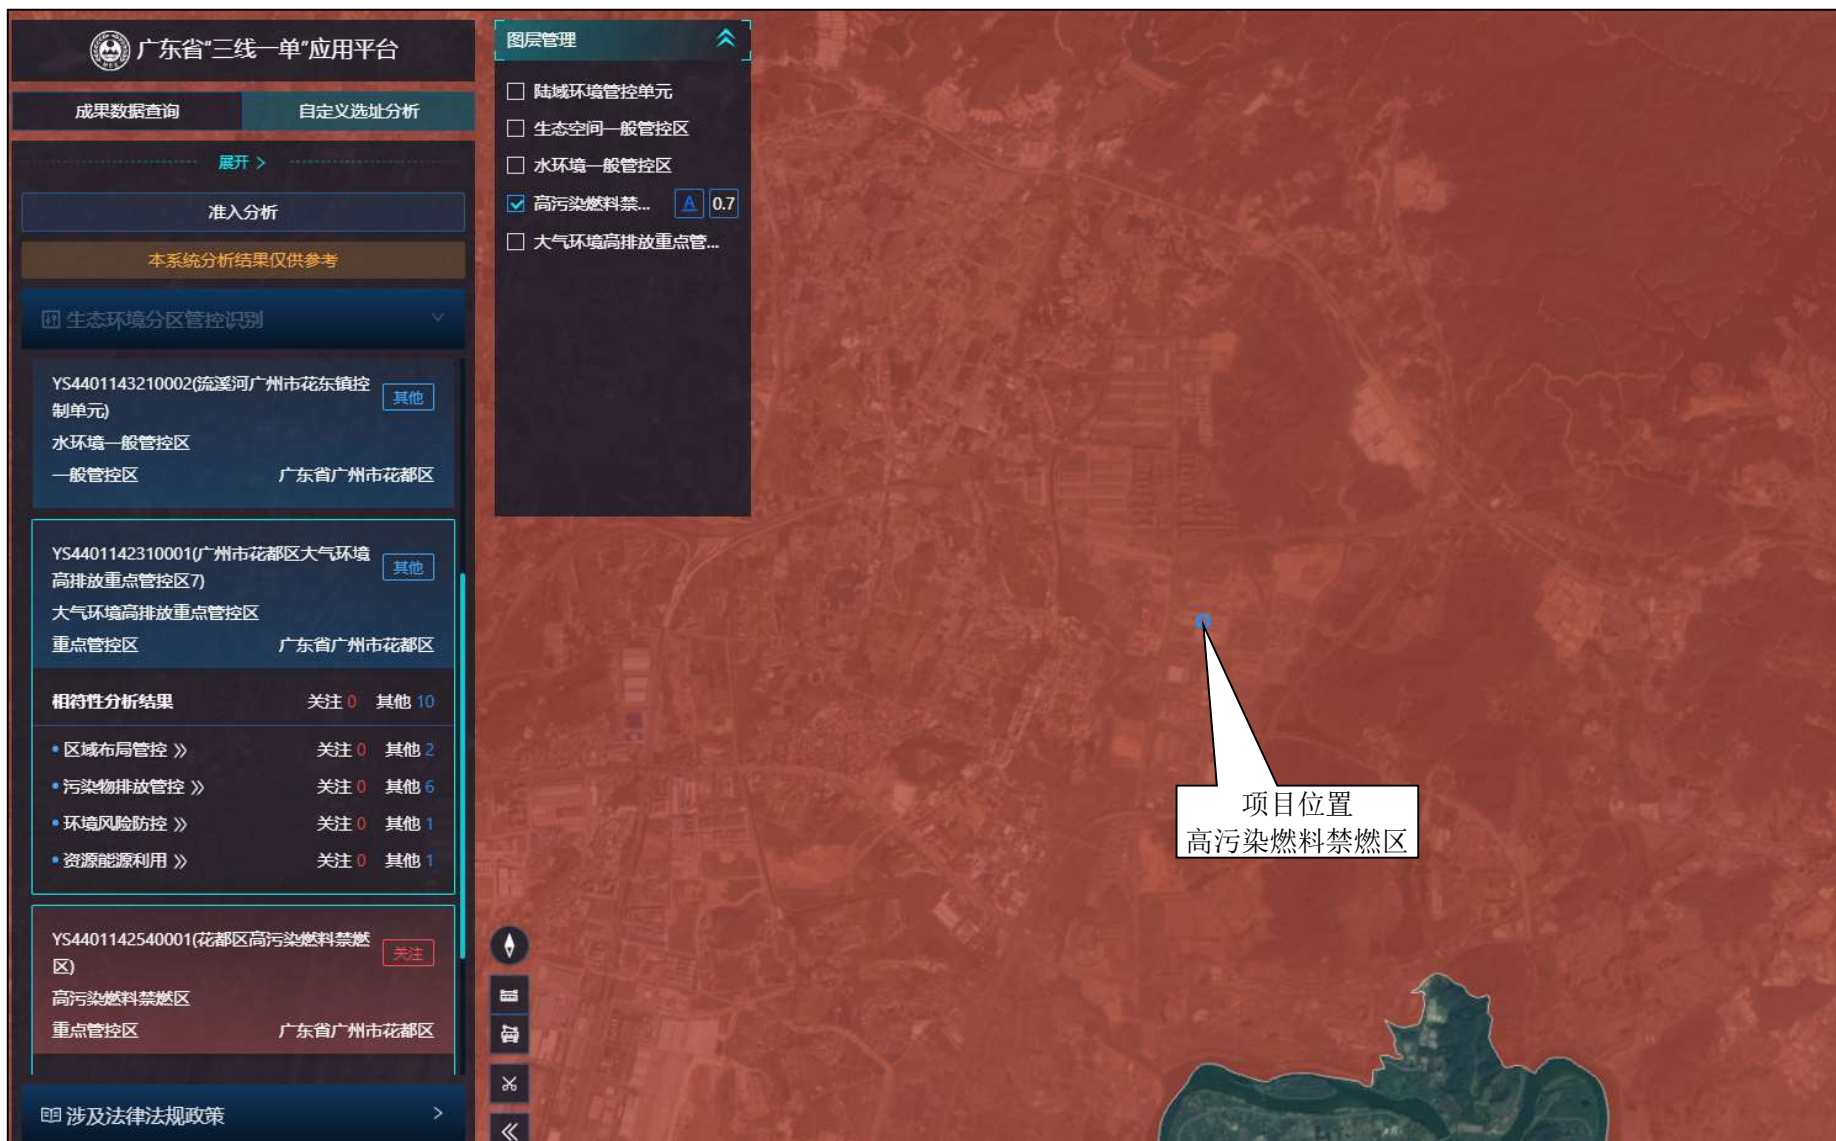 广东省“三线一单”应用平台
成果数据查询 自定义选址分析
展开 >
准入分析
本系统分析结果仅供参考
生态环境分区管控识别
YS4401143210002(流溪河广州市花东镇控
制单元)
其他
水环境一般管控区
一般管控区 广东省广州市花都区
YS4401142310001(广州市花都区大气环境
高排放重点管控区7)
其他
大气环境高排放重点管控区
重点管控区 广东省广州市花都区
相符性分析结果 关注 0 其他 10
• 区域布局管控 » 关注 0 其他 2
• 污染物排放管控 » 关注 0 其他 6
• 环境风险防控 » 关注 0 其他 1
• 资源能源利用 » 关注 0 其他 1
YS4401142540001(花都区高污染燃料禁燃
区)
关注
高污染燃料禁燃区
重点管控区 广东省广州市花都区
涉及法律法规政策 >
图层管理
陆域环境管控单元
生态空间一般管控区
水环境一般管控区
高污染燃料禁... A 0.7
大气环境高排放重点管...
项目位置
高污染燃料禁燃区